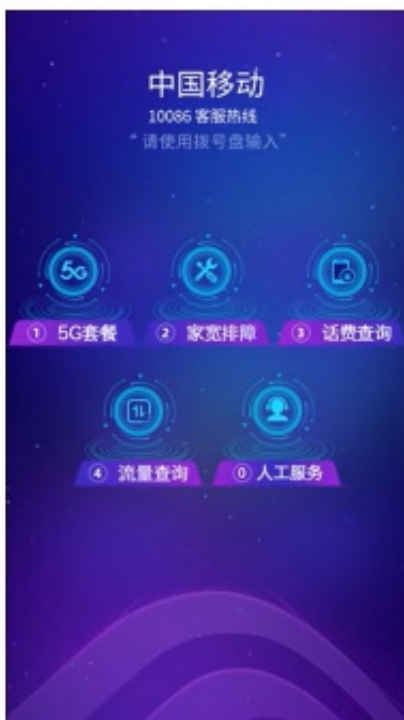 中国移动
10086 客服热线
“请使用拨号盘输入”
5G
① 5G套餐 ② 家宽排障 ③ 话费查询
④ 流量查询 ⓪ 人工服务